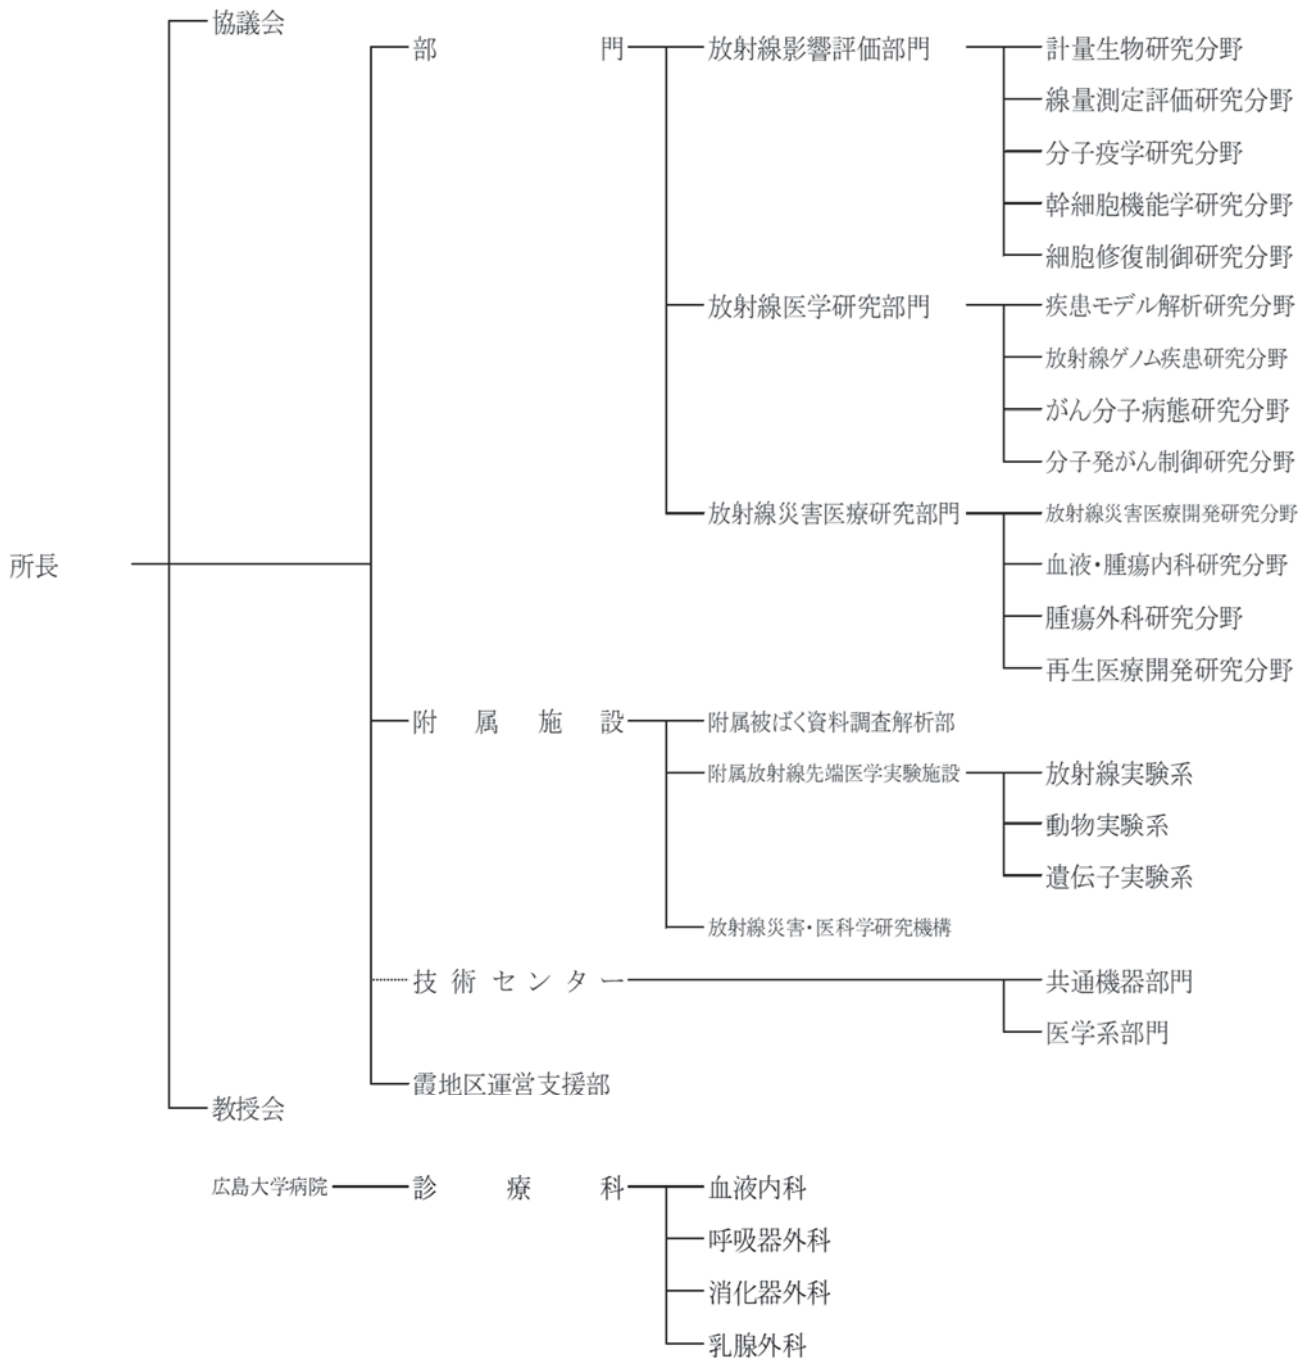 協議会
部門 放射線影響評価部門 計量生物研究分野
線量測定評価研究分野
分子疫学研究分野
幹細胞機能学研究分野
細胞修復制御研究分野
放射線医学研究部門 疾患モデル解析研究分野
放射線ゲノム疾患研究分野
がん分子病態研究分野
分子発がん制御研究分野
放射線災害医療研究部門 放射線災害医療開発研究分野
所長 血液・腫瘍内科研究分野
腫瘍外科研究分野
再生医療開発研究分野
附属施設 附属被ばく資料調査解析部
附属放射線先端医学実験施設 放射線実験系
動物実験系
遺伝子実験系
放射線災害・医科学研究機構
技術センター 共通機器部門
医学系部門
霞地区運営支援部
教授会
広島大学病院 診療科 血液内科
呼吸器外科
消化器外科
乳腺外科